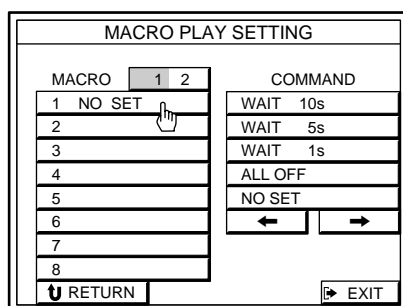 MACRO PLAY SETTING
MACRO 1 2
1 NO SET
2
3
4
5
6
7
8
COMMAND
WAIT 10s
WAIT 5s
WAIT 1s
ALL OFF
NO SET
RETURN
EXIT